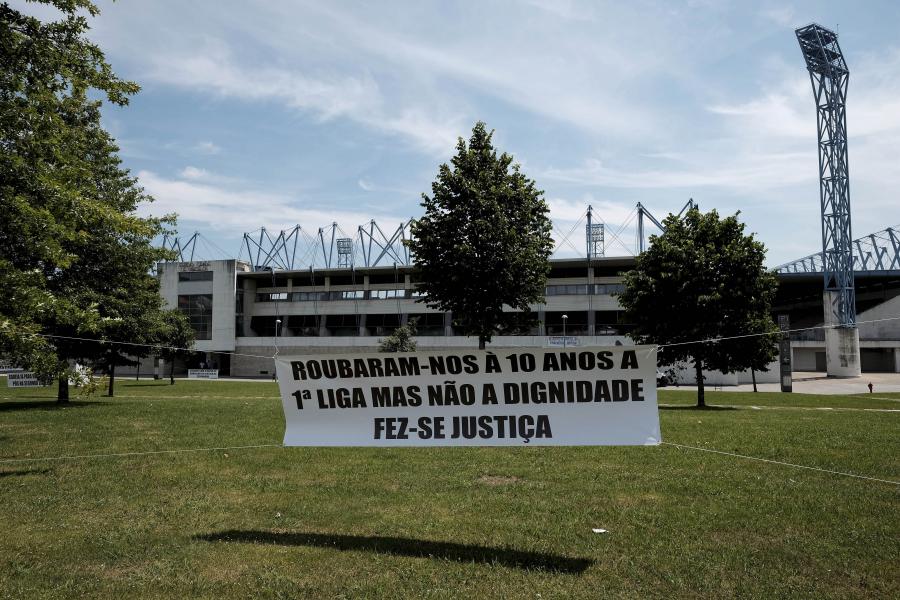 ROUBARAM-NOS À 10 ANOS A
1ª LIGA MAS NÃO A DIGNIDADE
FEZ-SE JUSTIÇA